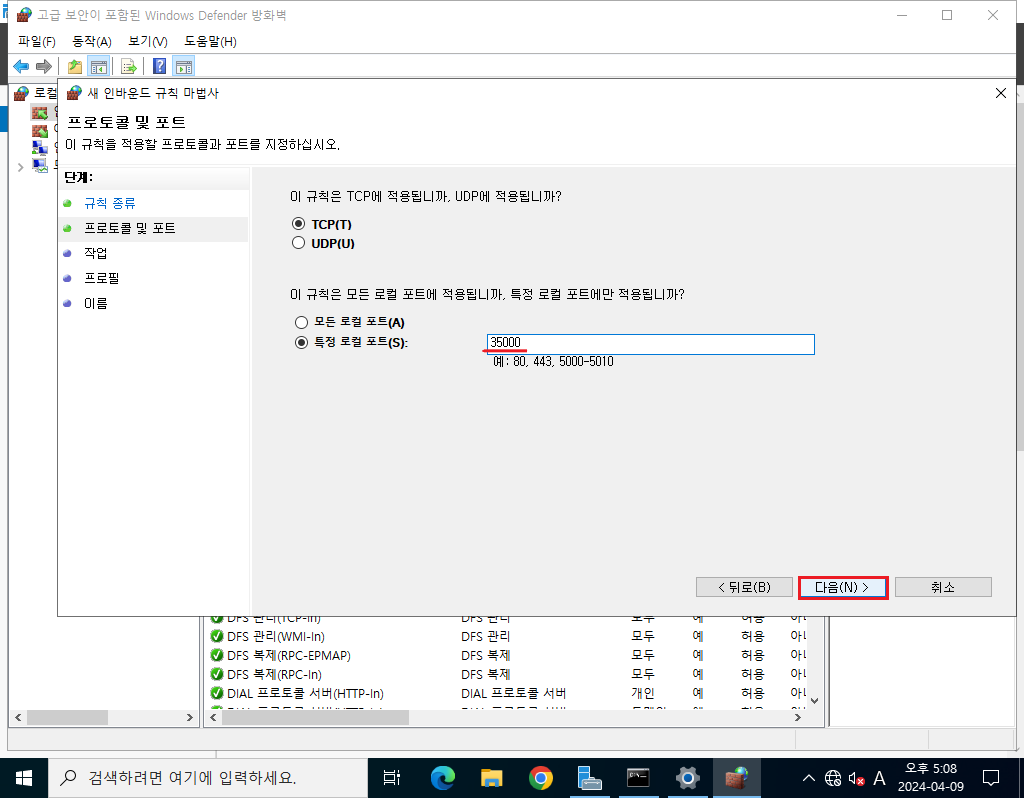 고급 보안이 포함된 Windows Defender 방화벽
파일(F) 동작(A) 보기(V) 도움말(H)
로컬
새 인바운드 규칙 마법사
프로토콜 및 포트
이 규칙을 적용할 프로토콜과 포트를 지정하십시오.
단계:
규칙 종류
프로토콜 및 포트
작업
프로필
이름
이 규칙은 TCP에 적용됩니까, UDP에 적용됩니까?
TCP(T)
UDP(U)
이 규칙은 모든 로컬 포트에 적용됩니까, 특정 로컬 포트에만 적용됩니까?
모든 로컬 포트(A)
특정 로컬 포트(S): 35000
예: 80, 443, 5000-5010
< 뒤로(B) 다음(N) > 취소
DFS 관리(TCP-In) DFS 관리 모두 예 허용
DFS 관리(WMI-In) DFS 관리 모두 예 허용 아니
DFS 복제(RPC-EPMAP) DFS 복제 모두 예 허용 아니
DFS 복제(RPC-In) DFS 복제 모두 예 허용 아니
DIAL 프로토콜 서버(HTTP-In) DIAL 프로토콜 서버 개인 예 허용 아니
검색하려면 여기에 입력하세요.
A
오후 5:08
2024-04-09